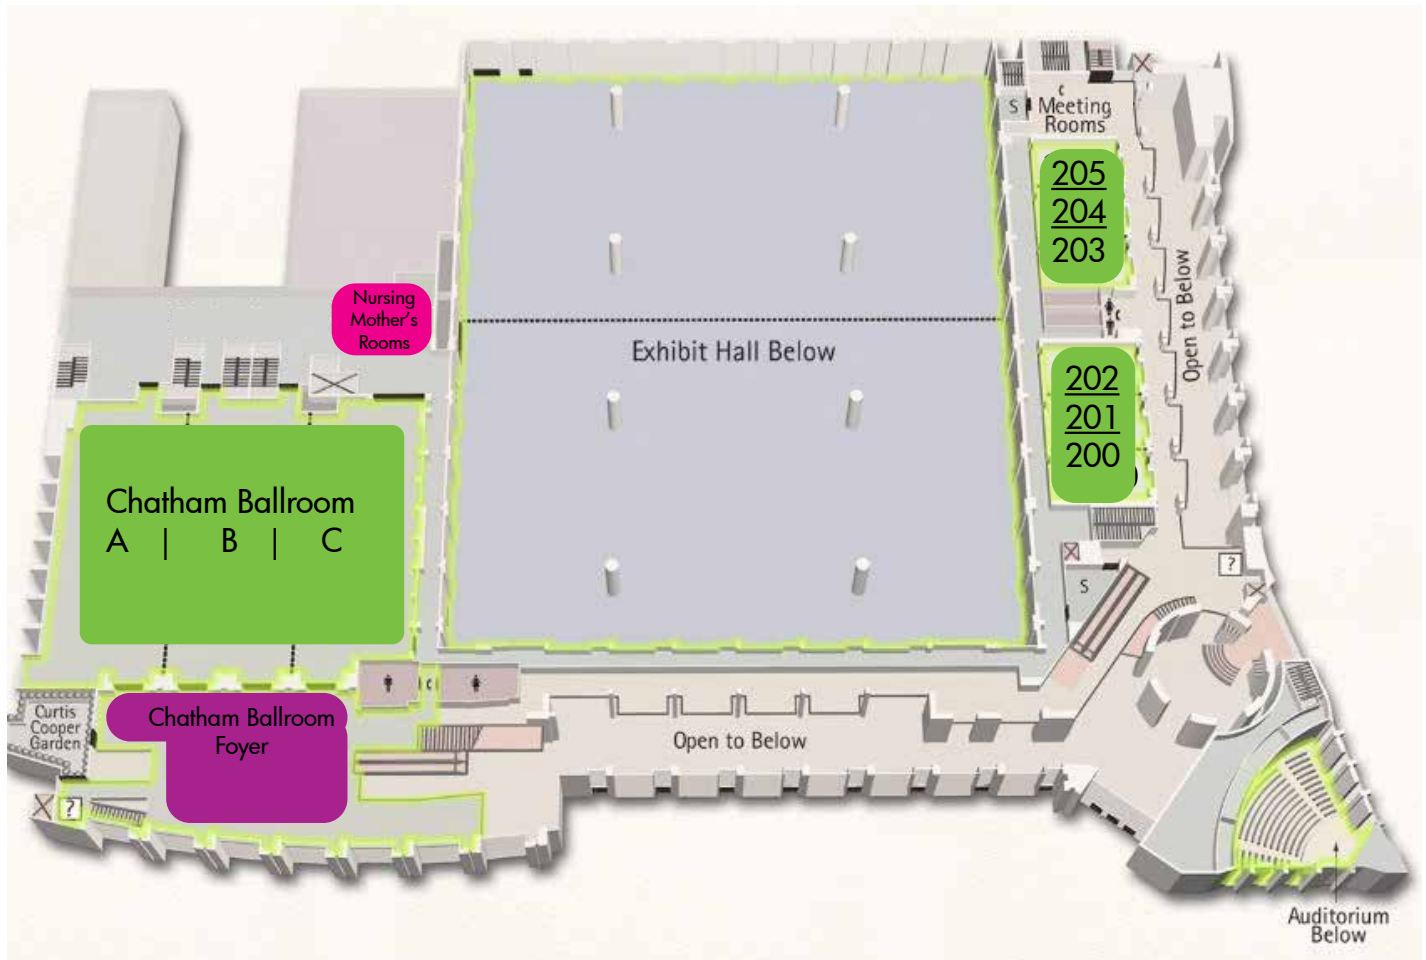 C
S
Meeting
Rooms
205
204
203
Nursing
Mother's
Rooms
Open to Below
C
Exhibit Hall Below
202
201
200
Chatham Ballroom
A | B | C
?
S
C
Curtis
Cooper
Garden
Chatham Ballroom
Foyer
Open to Below
?
Auditorium
Below